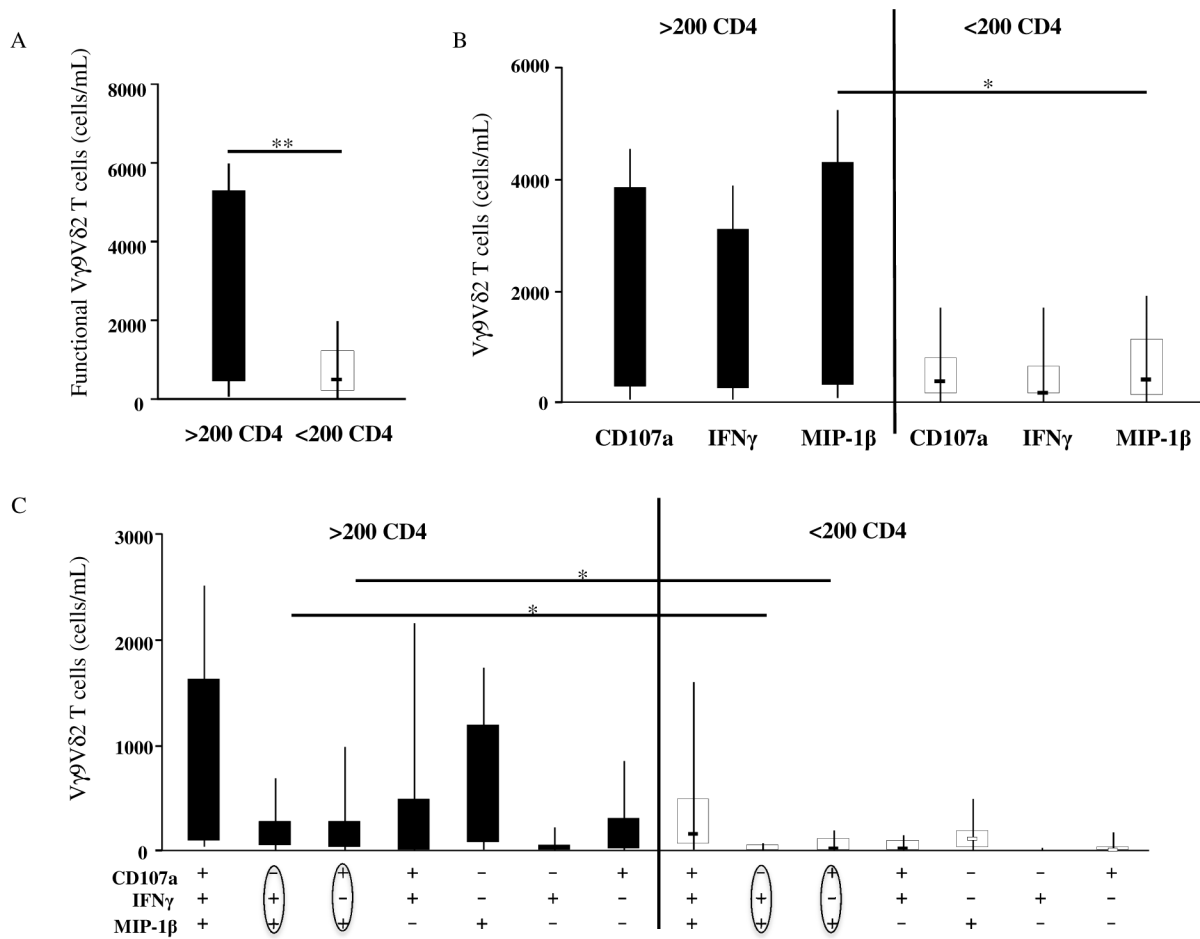 A
Functional Vγ9Vδ2 T cells (cells/mL)
8000
6000
4000
2000
0
**
>200 CD4 <200 CD4
B
>200 CD4 <200 CD4
Vγ9Vδ2 T cells (cells/mL)
6000
4000
2000
0
*
CD107a IFNγ MIP-1β CD107a IFNγ MIP-1β
C
>200 CD4 <200 CD4
Vγ9Vδ2 T cells (cells/mL)
3000
2000
1000
0
*
*
CD107a + − + + − − + + − + + − − +
IFNγ + + − + − + − + + − + − + −
MIP-1β + + + − + − − + + + − + − −